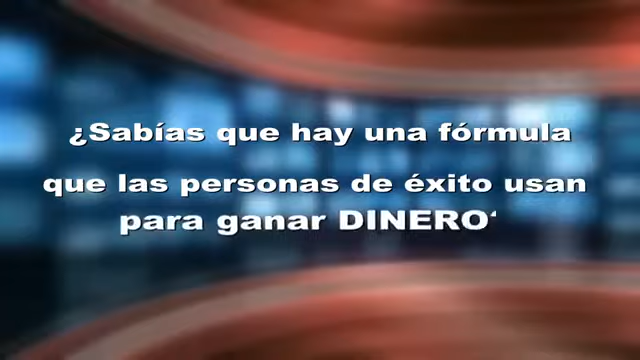 ¿Sabías que hay una fórmula
que las personas de éxito usan
para ganar DINERO